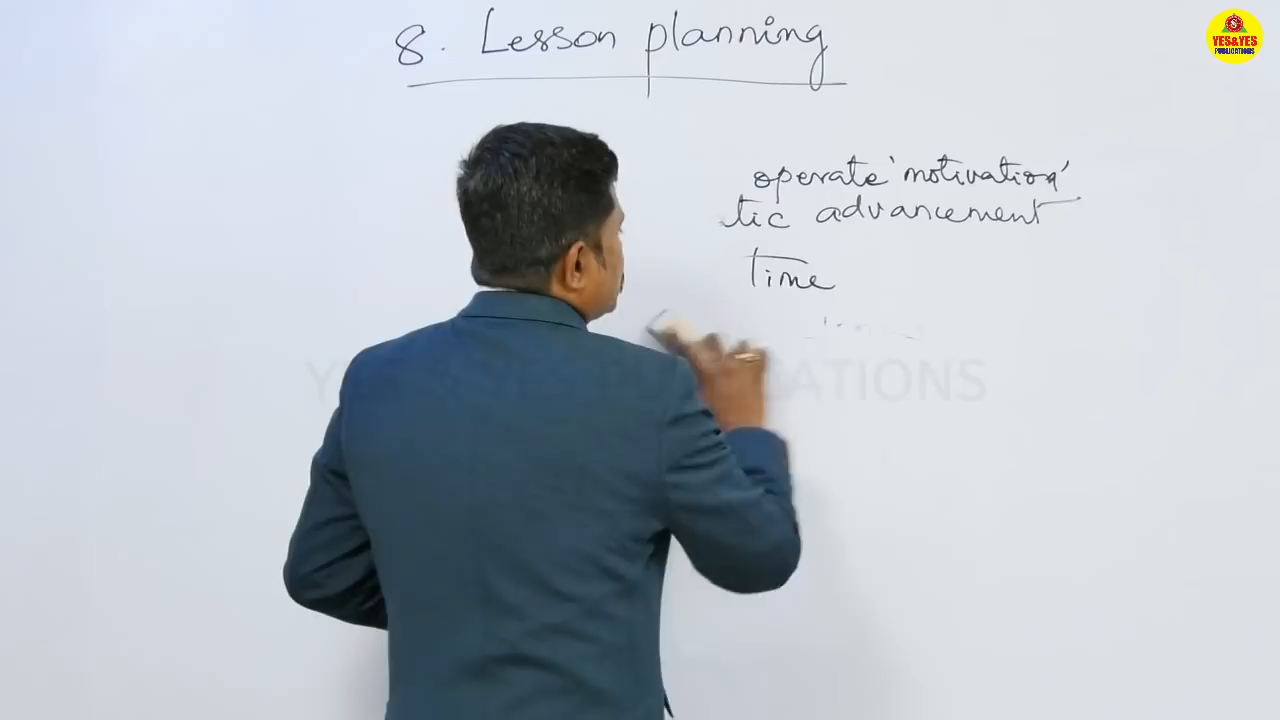 8. Lesson planning
YES&YES
PUBLICATIONS
operate 'motivation'
tic advancement
Time